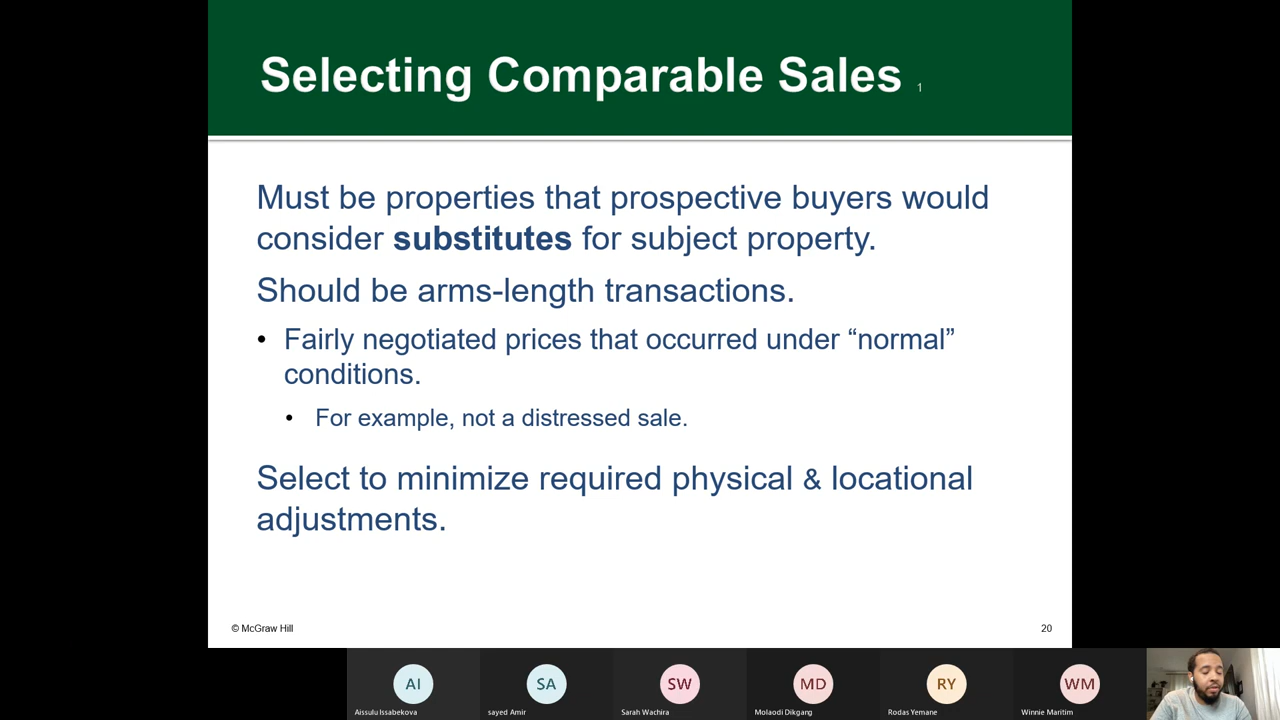 Selecting Comparable Sales 1
Must be properties that prospective buyers would
consider substitutes for subject property.
Should be arms-length transactions.
• Fairly negotiated prices that occurred under “normal”
conditions.
• For example, not a distressed sale.
Select to minimize required physical & locational
adjustments.
© McGraw Hill
20
AI
SA
SW
MD
RY
WM
Aissulu Issabekova
sayed Amir
Sarah Wachira
Molaodi Dikgang
Rodas Yemane
Winnie Maritim